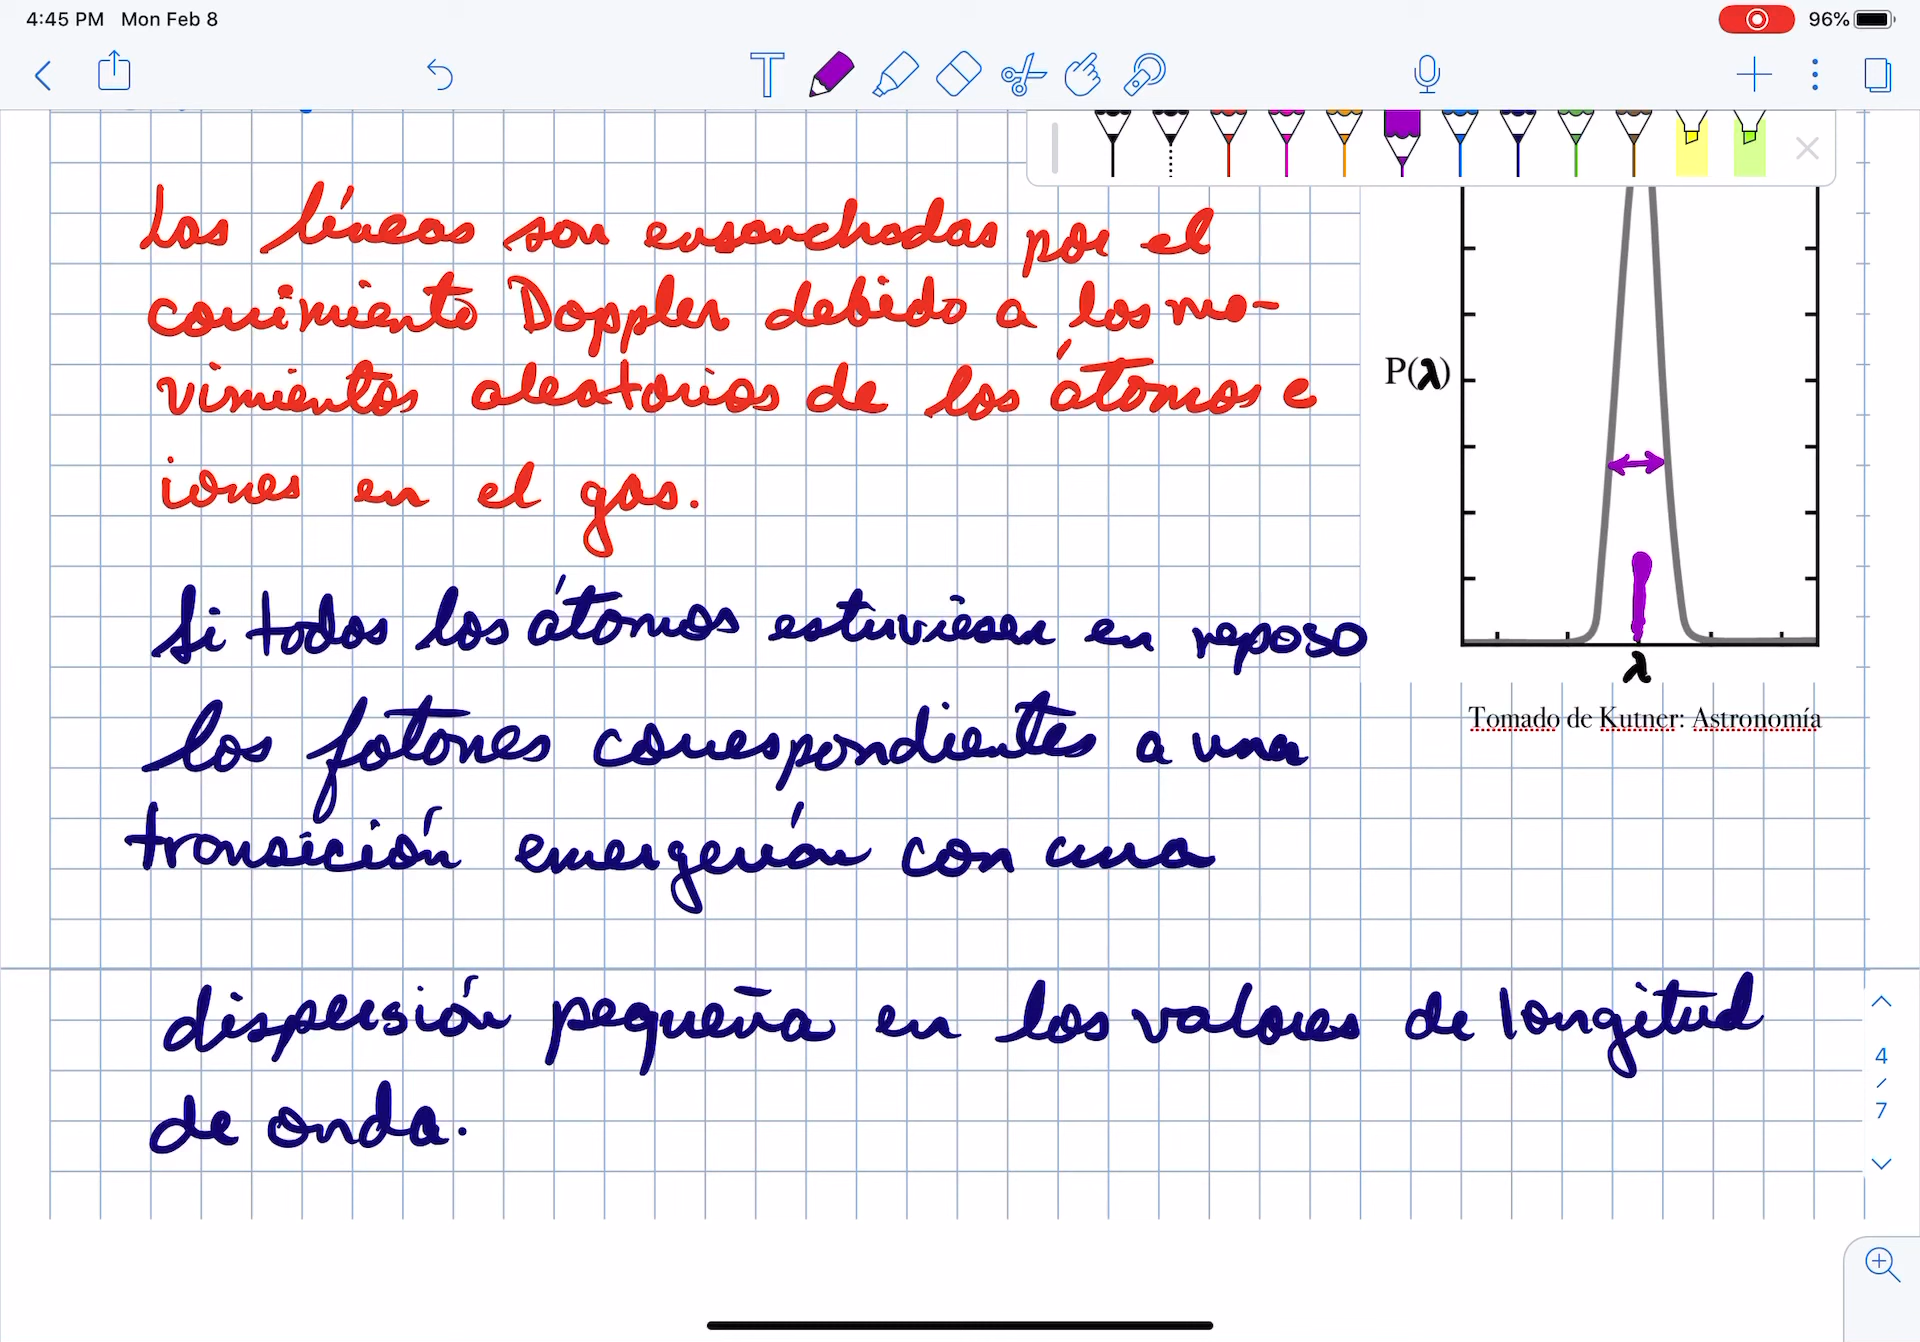 4:45 PM Mon Feb 8
96%
Las líneas son ensanchadas por el
corrimiento Doppler debido a los mo-
vimientos aleatorios de los átomos e
iones en el gas.
P(λ)
λ
Tomado de Kutner: Astronomía
Si todos los átomos estuviesen en reposo
los fotones correspondientes a una
transición emergerían con una
dispersión pequeña en los valores de longitud
de onda.
4
/
7